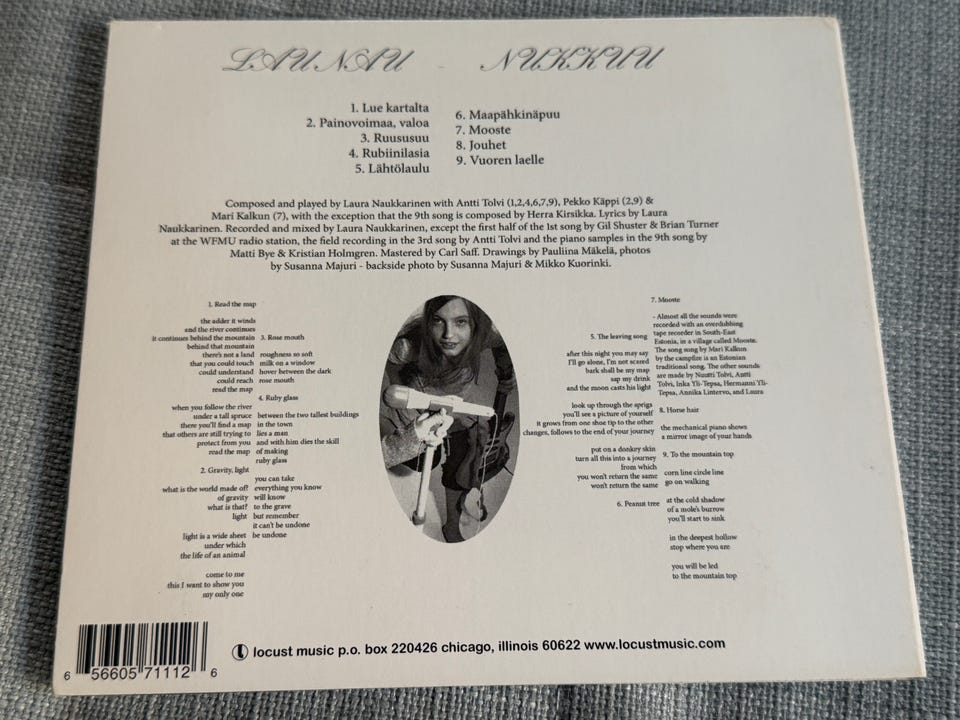 LAU NAU - NUKKUU
1. Lue kartalta
2. Painovoimaa, valoa
3. Ruususuu
4. Rubiinilasia
5. Lähtölaulu
6. Maapähkinäpuu
7. Mooste
8. Jouhet
9. Vuoren laelle
Composed and played by Laura Naukkarinen with Antti Tolvi (1,2,4,6,7,9), Pekko Käppi (2,9) &
Mari Kalkun (7), with the exception that the 9th song is composed by Herra Kirsikka. Lyrics by Laura
Naukkarinen. Recorded and mixed by Laura Naukkarinen, except the first half of the 1st song by Gil Shuster & Brian Turner
at the WFMU radio station, the field recording in the 3rd song by Antti Tolvi and the piano samples in the 9th song by
Matti Bye & Kristian Holmgren. Mastered by Carl Saff. Drawings by Pauliina Mäkelä, photos
by Susanna Majuri - backside photo by Susanna Majuri & Mikko Kuorinki.
1. Read the map
the adder it winds
and the river continues
it continues behind the mountain
behind that mountain
there's not a land
that you could touch
could understand
could reach
read the map
when you follow the river
under a tall spruce
there you'll find a map
that others are still trying to
protect from you
read the map
2. Gravity, light
what is the world made of?
of gravity
what is that?
light
light is a wide sheet
under which
the life of an animal
come to me
this I want to show you
my only one
3. Rose mouth
roughness so soft
milk on a window
hover between the dark
rose mouth
4. Ruby glass
between the two tallest buildings
in the town
lies a man
and with him dies the skill
of making
ruby glass
you can take
everything you know
will know
to the grave
but remember
it can't be undone
be undone
5. The leaving song
after this night you may say
I'll go alone, I'm not scared
bark shall be my map
sap my drink
and the moon casts his light
look up through the sprigs
you'll see a picture of yourself
it grows from one shoe tip to the other
changes, follows to the end of your journey
put on a donkey skin
turn all this into a journey
from which
you won't return the same
won't return the same
6. Peanut tree
7. Mooste
- Almost all the sounds were
recorded with an overdubbing
tape recorder in South-East
Estonia, in a village called Mooste.
The song sung by Mari Kalkun
by the campfire is an Estonian
traditional song. The other sounds
are made by Nuutti Tolvi, Antti
Tolvi, Inka Yli-Tepsa, Hermanni Yli-
Tepsa, Annika Lintervo, and Laura
8. Horse hair
the mechanical piano shows
a mirror image of your hands
9. To the mountain top
corn line circle line
go on walking
at the cold shadow
of a mole's burrow
you'll start to sink
in the deepest hollow
stop where you are
you will be led
to the mountain top
6 56605 71112 6
locust music p.o. box 220426 chicago, illinois 60622 www.locustmusic.com